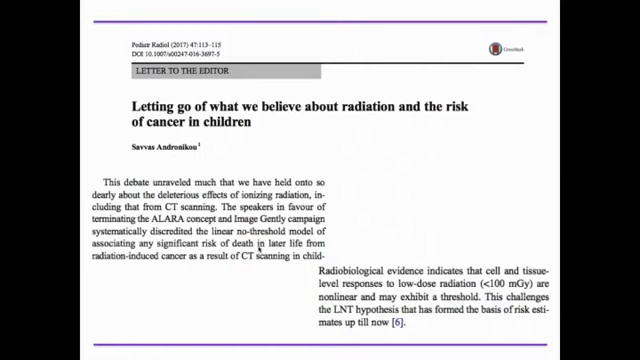 Pediatr Radiol (2017) 47:113–115
DOI 10.1007/s00247-016-3697-5
CrossMark
LETTER TO THE EDITOR
Letting go of what we believe about radiation and the risk
of cancer in children
Savvas Andronikou¹
This debate unraveled much that we have held onto so
dearly about the deleterious effects of ionizing radiation, in-
cluding that from CT scanning. The speakers in favour of
terminating the ALARA concept and Image Gently campaign
systematically discredited the linear no-threshold model of
associating any significant risk of death in later life from
radiation-induced cancer as a result of CT scanning in child-
Radiobiological evidence indicates that cell and tissue-
level responses to low-dose radiation (<100 mGy) are
nonlinear and may exhibit a threshold. This challenges
the LNT hypothesis that has formed the basis of risk esti-
mates up till now [6].